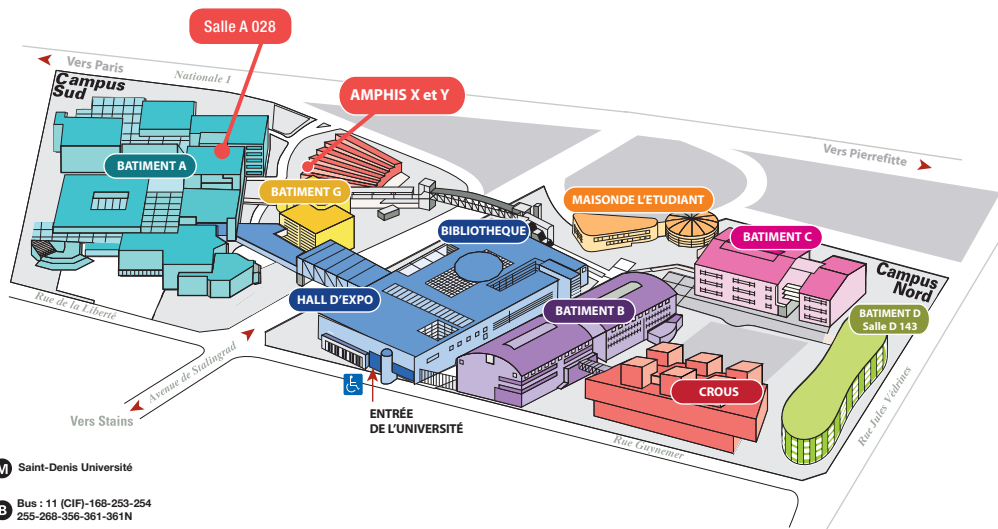 Salle A 028
Vers Paris
Nationale 1
Campus
Sud
AMPHIS X et Y
Vers Pierrefitte
BATIMENT A
BATIMENT G
MAISONDE L'ETUDIANT
BIBLIOTHEQUE
BATIMENT C
Campus
Nord
HALL D'EXPO
BATIMENT B
BATIMENT D
Salle D 143
Rue de la Liberté
Avenue de Stalingrad
CROUS
Rue Jules Védrines
Vers Stains
ENTRÉE
DE L'UNIVERSITÉ
Rue Guynemer
M Saint-Denis Université
B Bus : 11 (CIF)-168-253-254
255-268-356-361-361N